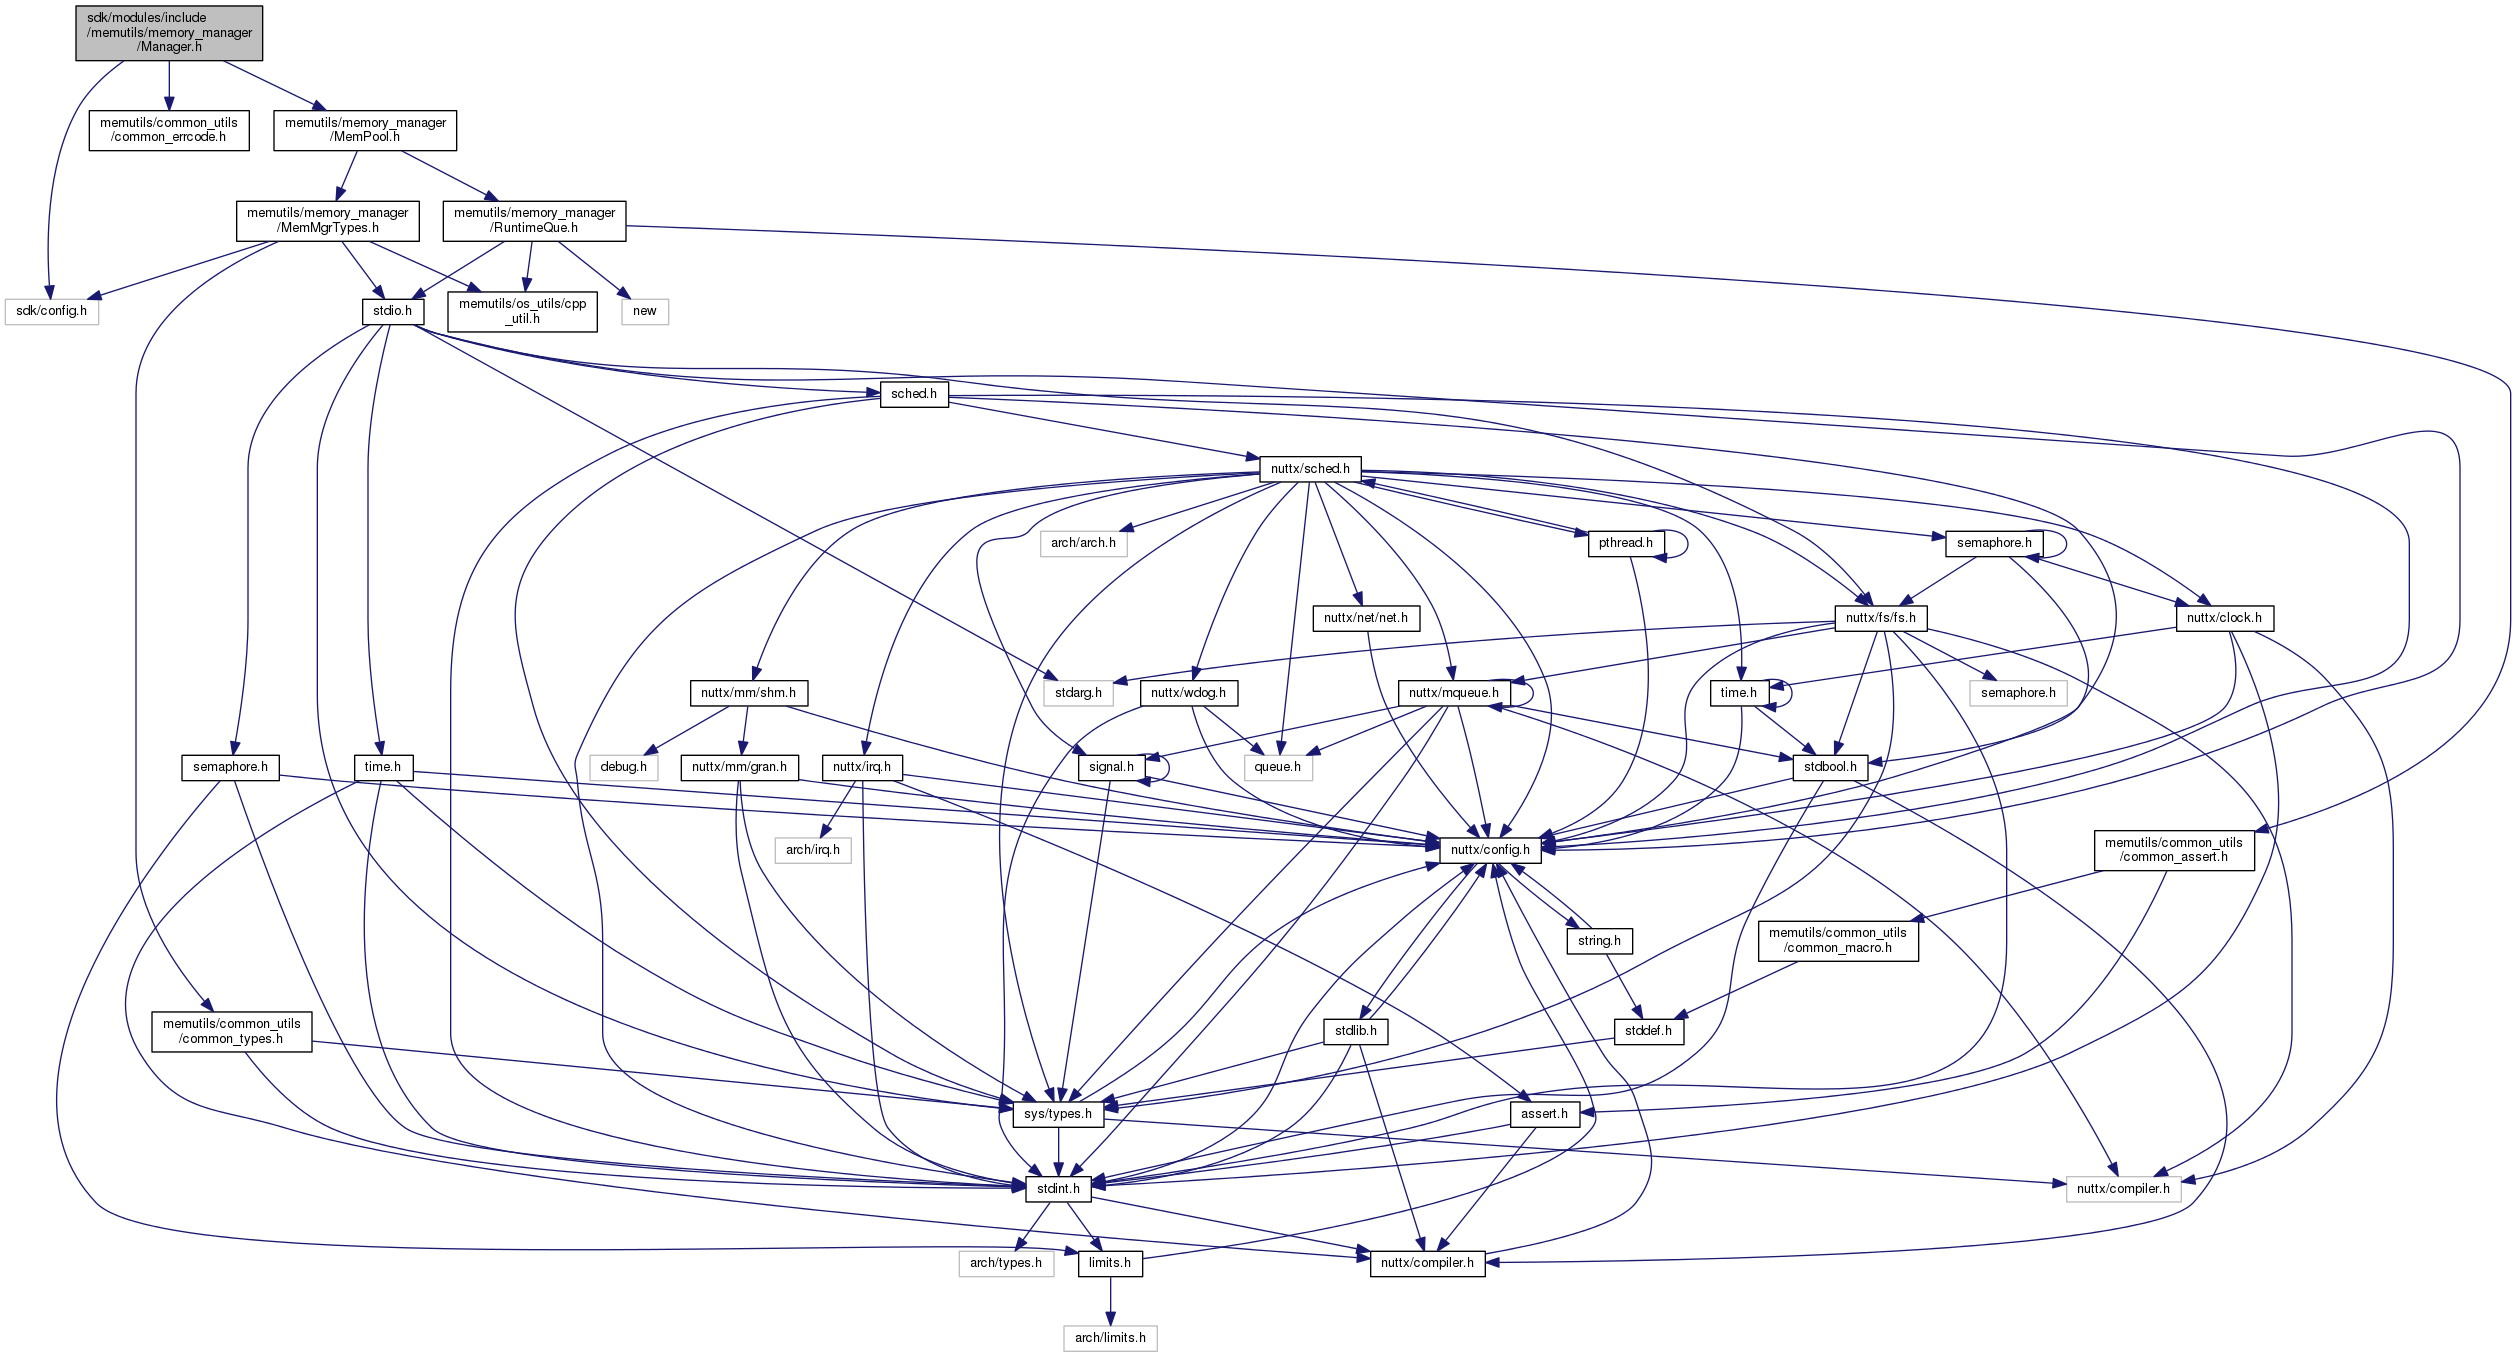 sdk/modules/include
/memutils/memory_manager
/Manager.h
memutils/common_utils
/common_errcode.h
memutils/memory_manager
/MemPool.h
memutils/memory_manager
/MemMgrTypes.h
memutils/memory_manager
/RuntimeQue.h
sdk/config.h
stdio.h
memutils/os_utils/cpp
_util.h
new
sched.h
nuttx/sched.h
arch/arch.h
pthread.h
semaphore.h
nuttx/net/net.h
nuttx/fs/fs.h
nuttx/clock.h
nuttx/mm/shm.h
stdarg.h
nuttx/wdog.h
nuttx/mqueue.h
time.h
semaphore.h
semaphore.h
time.h
debug.h
nuttx/mm/gran.h
nuttx/irq.h
signal.h
queue.h
stdbool.h
arch/irq.h
nuttx/config.h
memutils/common_utils
/common_assert.h
string.h
memutils/common_utils
/common_macro.h
memutils/common_utils
/common_types.h
stdlib.h
stddef.h
sys/types.h
assert.h
stdint.h
nuttx/compiler.h
arch/types.h
limits.h
nuttx/compiler.h
arch/limits.h